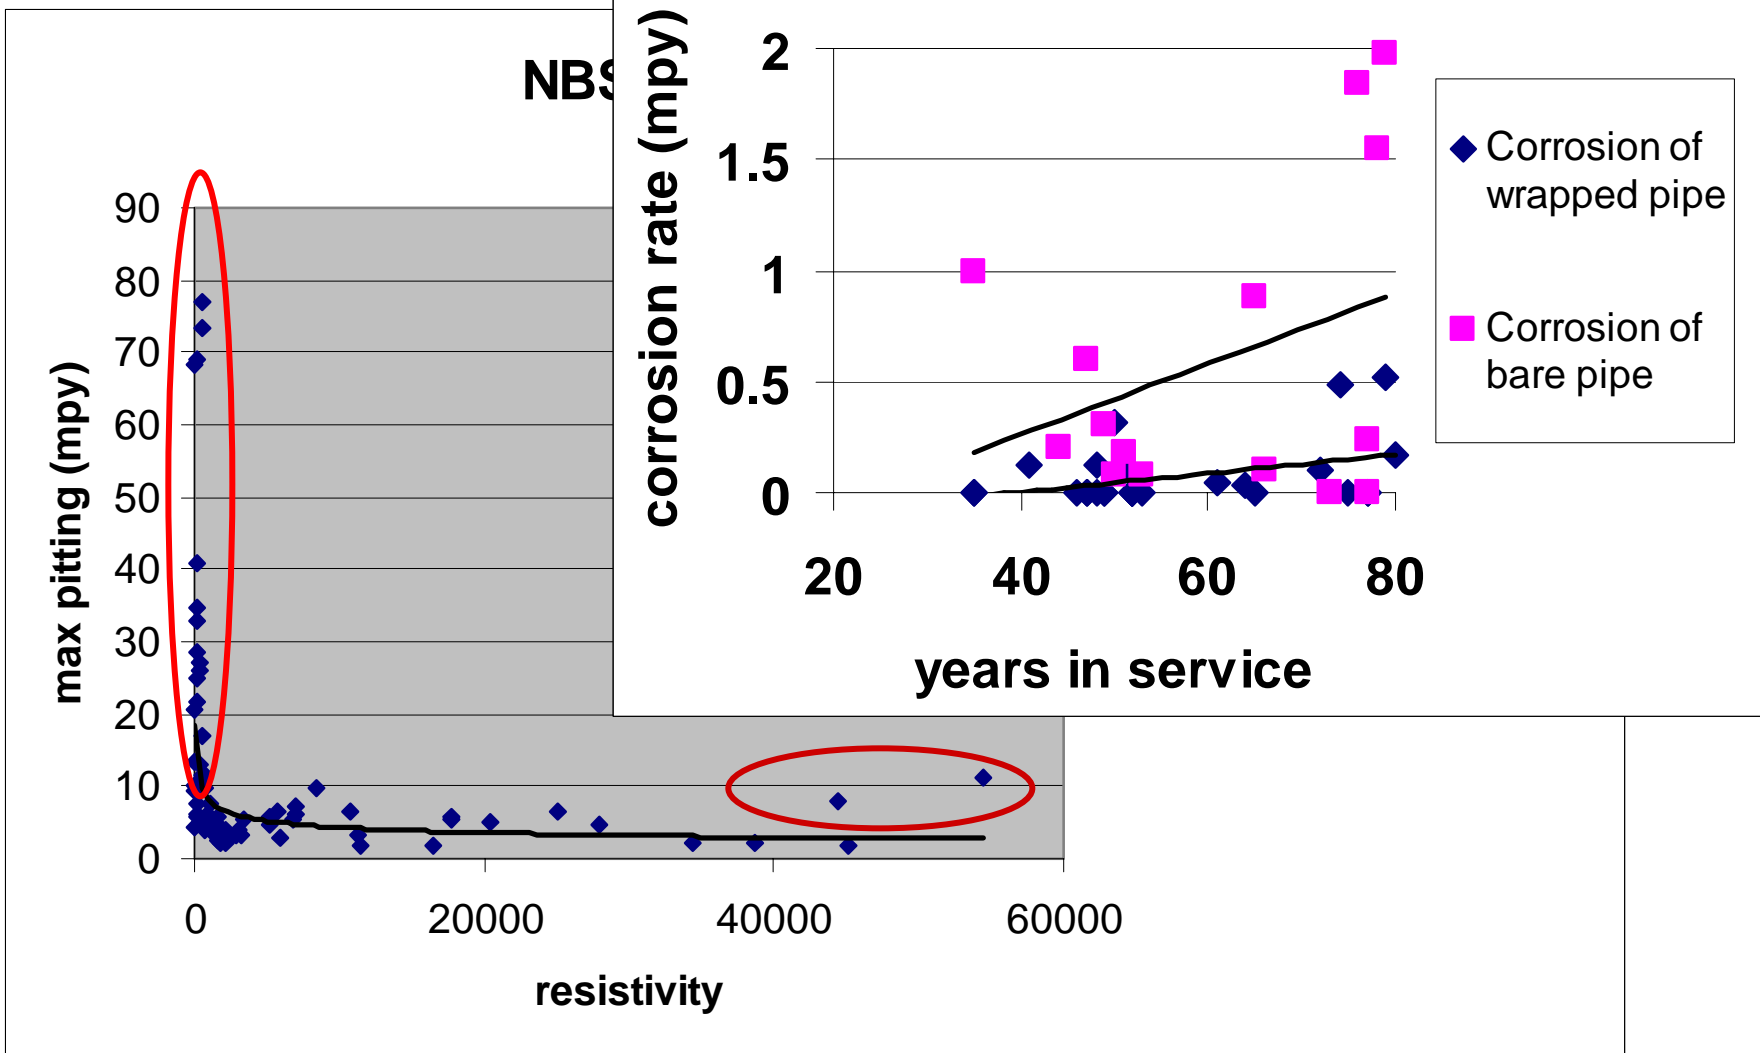 NBS
90
80
70
60
50
40
30
20
10
0
max pitting (mpy)
0
20000
40000
60000
resistivity
2
1.5
1
0.5
0
corrosion rate (mpy)
20
40
60
80
years in service
Corrosion of
wrapped pipe
Corrosion of
bare pipe